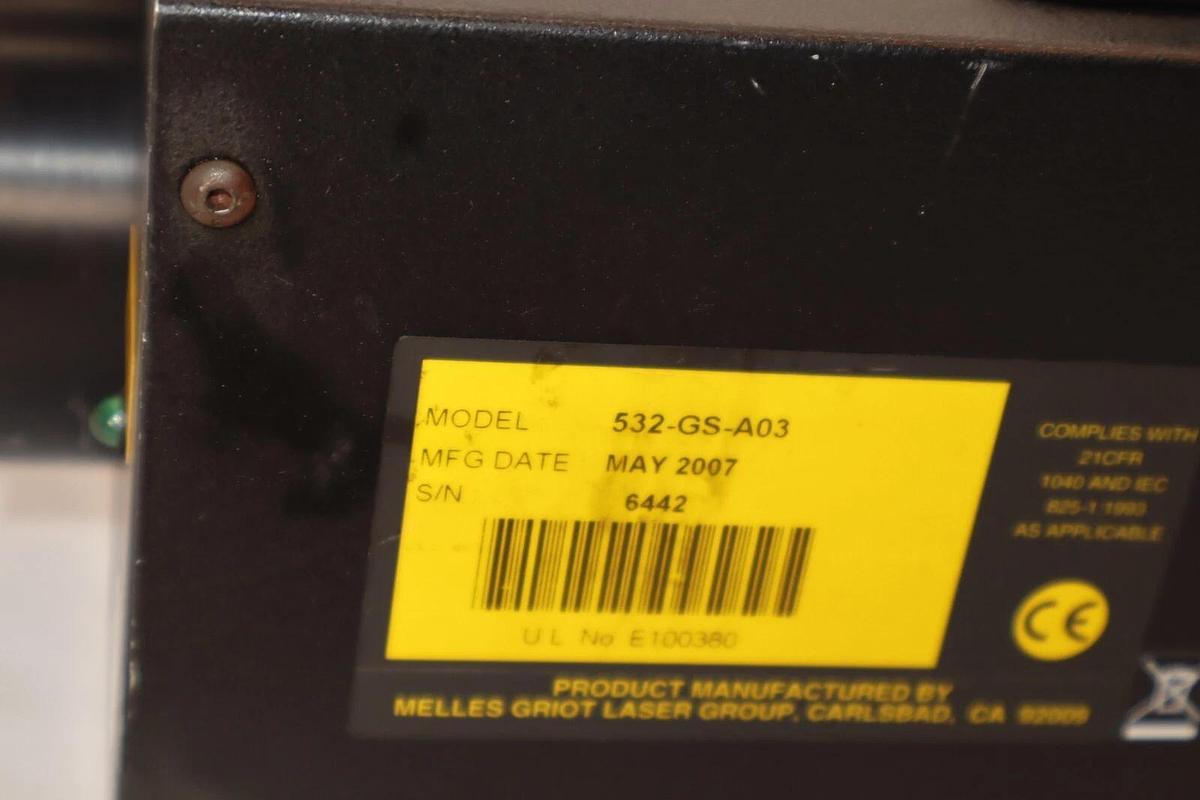 MODEL 532-GS-A03
MFG DATE MAY 2007
S/N 6442
U L No E100380
COMPLIES WITH
21CFR
1040 AND IEC
825-1 1993
AS APPLICABLE
CE
PRODUCT MANUFACTURED BY
MELLES GRIOT LASER GROUP. CARLSBAD, CA 92009